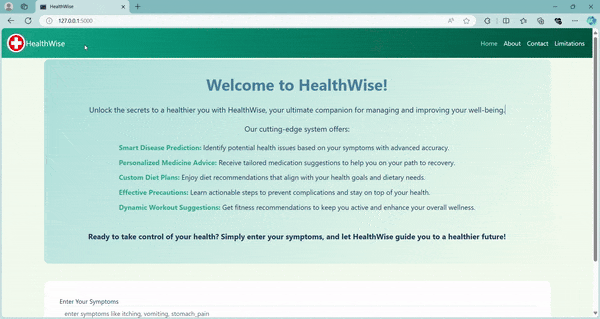 HealthWise
127.0.0.1:5000
HealthWise
Home About Contact Limitations
Welcome to HealthWise!
Unlock the secrets to a healthier you with HealthWise, your ultimate companion for managing and improving your well-being.
Our cutting-edge system offers:
Smart Disease Prediction: Identify potential health issues based on your symptoms with advanced accuracy.
Personalized Medicine Advice: Receive tailored medication suggestions to help you on your path to recovery.
Custom Diet Plans: Enjoy diet recommendations that align with your health goals and dietary needs.
Effective Precautions: Learn actionable steps to prevent complications and stay on top of your health.
Dynamic Workout Suggestions: Get fitness recommendations to keep you active and enhance your overall wellness.
Ready to take control of your health? Simply enter your symptoms, and let HealthWise guide you to a healthier future!
Enter Your Symptoms
enter symptoms like itching, vomiting, stomach_pain